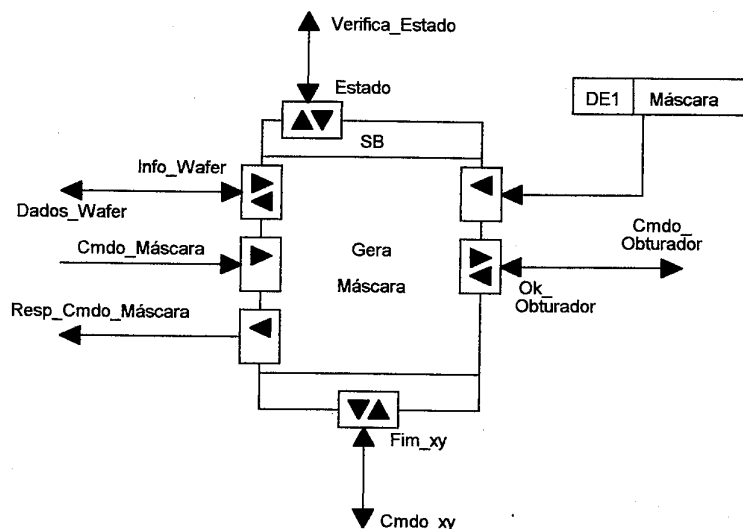 Verifica_Estado
Estado
DE1 Máscara
SB
Info_Wafer
Dados_Wafer
Cmdo_
Obturador
Cmdo_Máscara
Gera
Máscara
Ok_
Obturador
Resp_Cmdo_Máscara
Fim_xy
Cmdo_xy